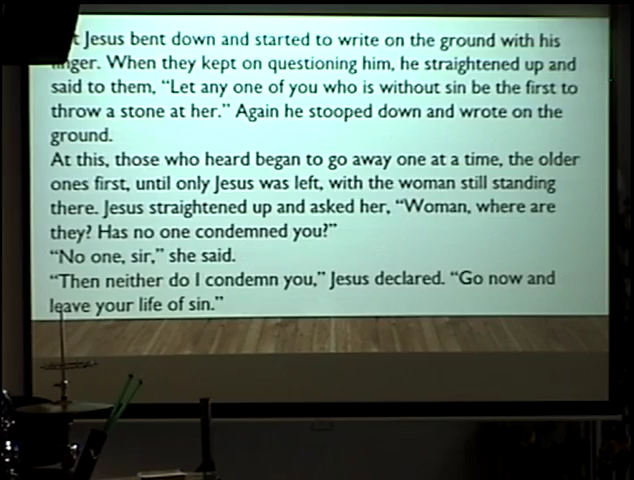 Jesus bent down and started to write on the ground with his
finger. When they kept on questioning him, he straightened up and
said to them, “Let any one of you who is without sin be the first to
throw a stone at her.” Again he stooped down and wrote on the
ground.
At this, those who heard began to go away one at a time, the older
ones first, until only Jesus was left, with the woman still standing
there. Jesus straightened up and asked her, “Woman, where are
they? Has no one condemned you?”
“No one, sir,” she said.
“Then neither do I condemn you,” Jesus declared. “Go now and
leave your life of sin.”